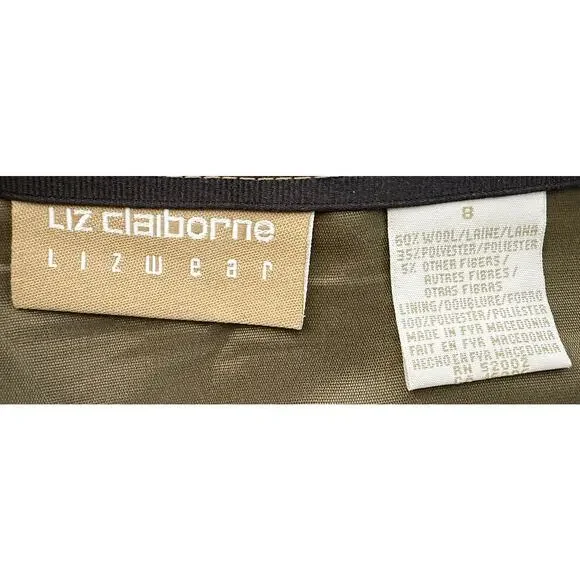 Liz claiborne
Lizwear
8
60% WOOL/LAINE/LANA
35% POLYESTER/POLIESTER
5% OTHER FIBERS/
AUTRES FIBRES/
OTRAS FIBRAS
LINING/DOUBLURE/FORRO
100% POLYESTER/POLIESTER
MADE IN FYR MACEDONIA
FAIT EN FYR MACEDONIA
HECHO EN FYR MACEDONIA
RN 52002